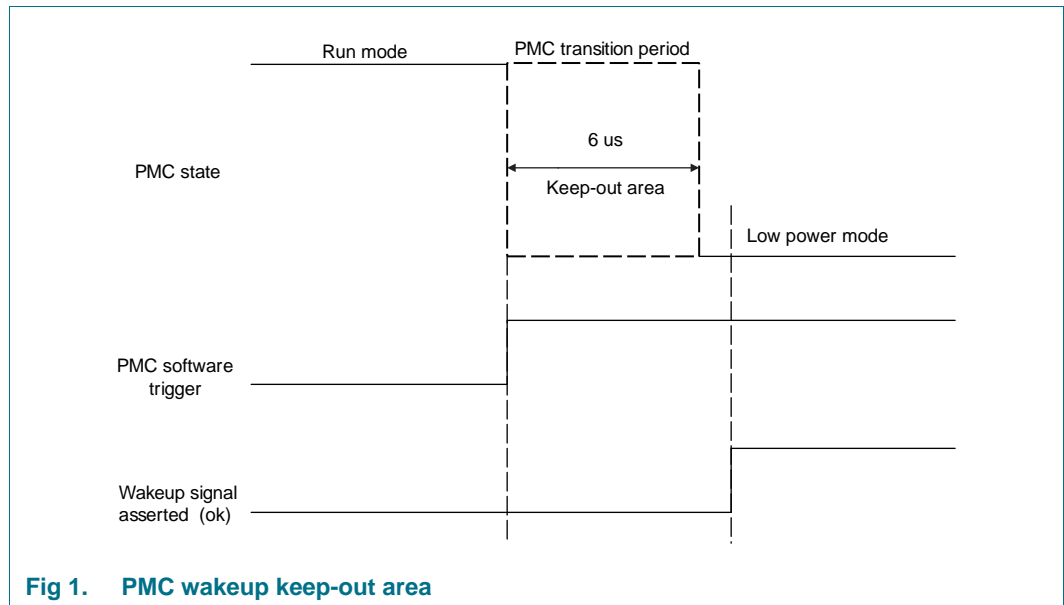 Run mode
PMC transition period
6 us
Keep-out area
PMC state
Low power mode
PMC software
trigger
Wakeup signal
asserted (ok)
Fig 1. PMC wakeup keep-out area